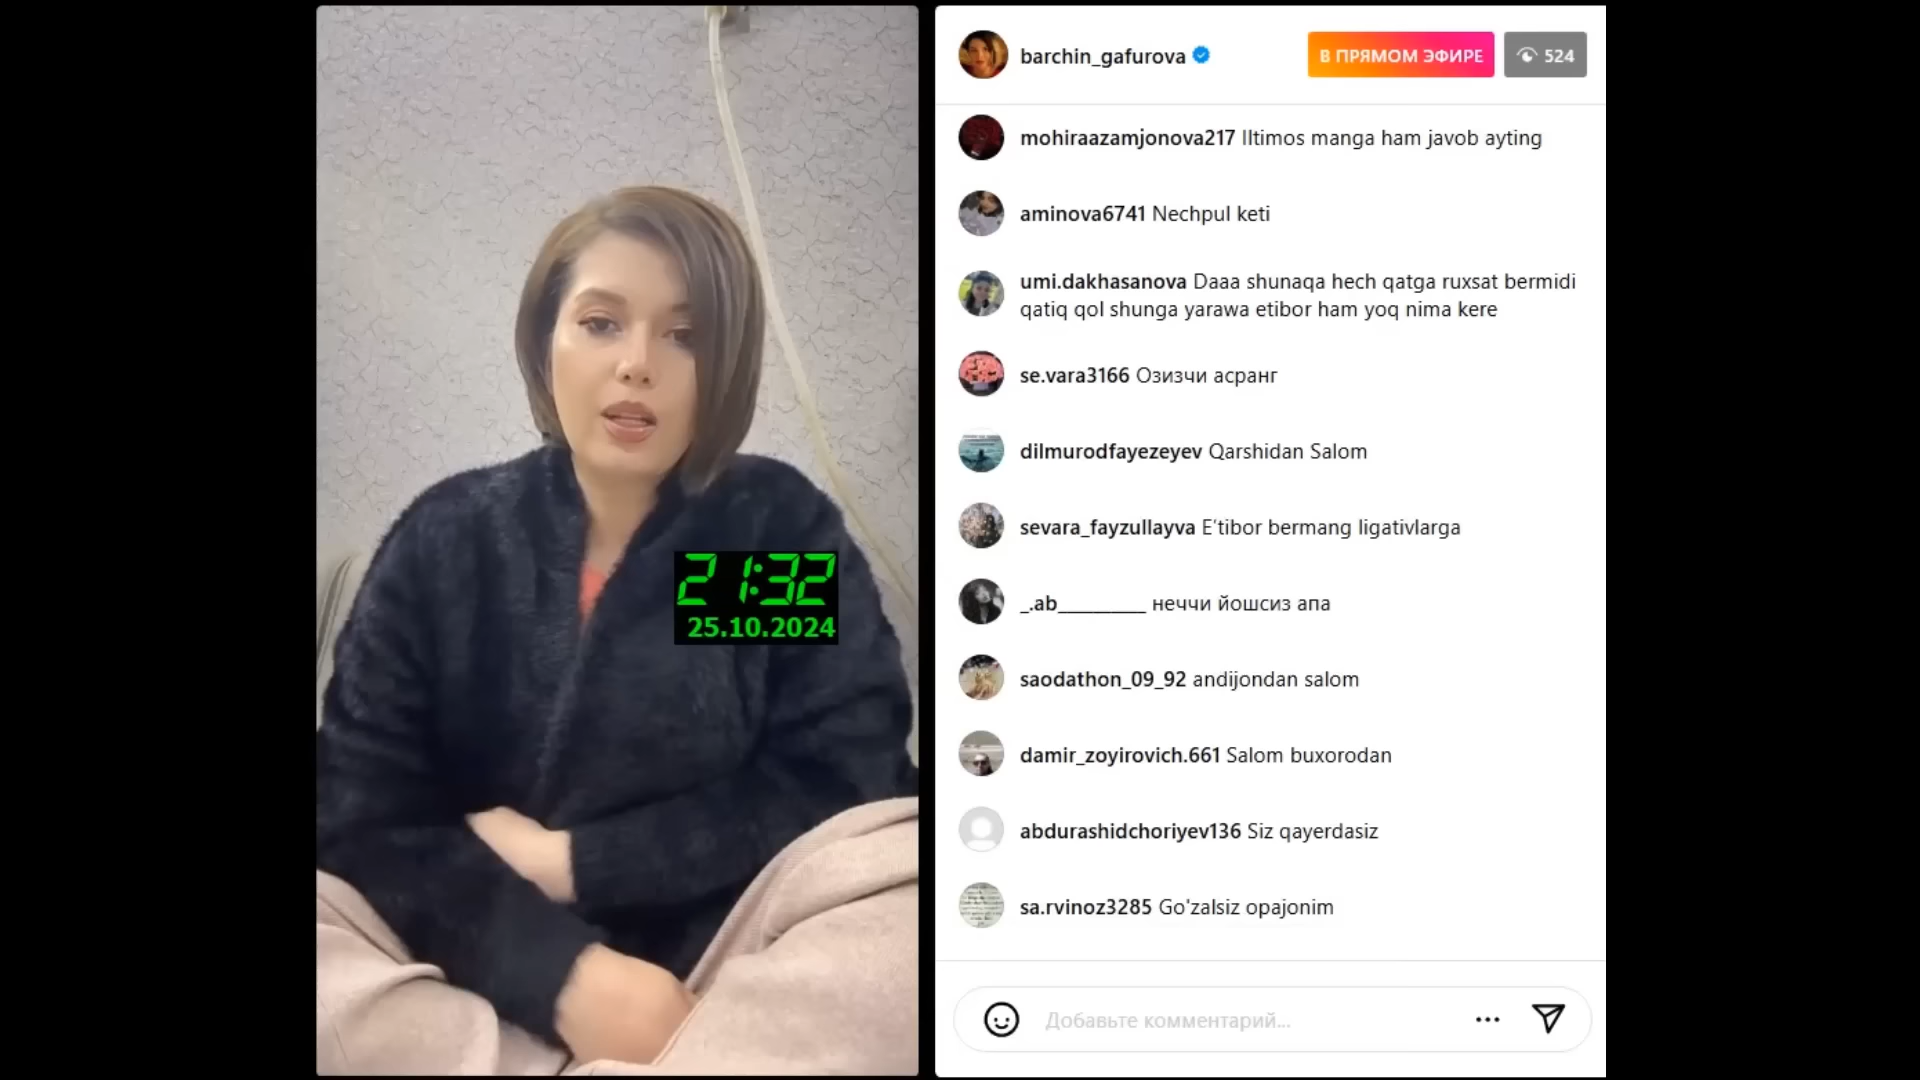 barchin_gafurova
В ПРЯМОМ ЭФИРЕ
524
mohiraazamjonova217 Iltimos manga ham javob ayting
aminova6741 Nechpul keti
umi.dakhasanova Daaa shunaqa hech qatga ruxsat bermidi
qatiq qol shunga yarawa etibor ham yoq nima kere
se.vara3166 Озизчи асранг
dilmurodfayezeyev Qarshidan Salom
sevara_fayzullayva E'tibor bermang ligativlarga
_.ab__________ неччи йошсиз апа
saodathon_09_92 andijondan salom
damir_zoyirovich.661 Salom buxorodan
abdurashidchoriyev136 Siz qayerdasiz
sa.rvinoz3285 Go'zalsiz opajonim
Добавьте комментарий...
21:32
25.10.2024